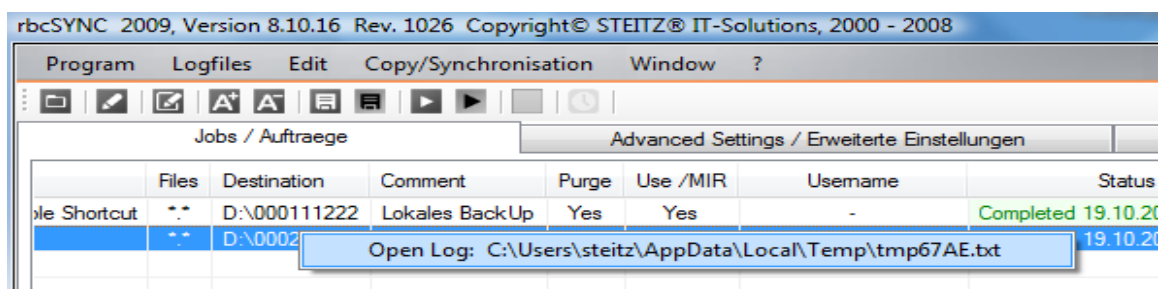 rbcSYNC 2009, Version 8.10.16 Rev. 1026 Copyright© STEITZ® IT-Solutions, 2000 - 2008
Program Logfiles Edit Copy/Synchronisation Window ?
A+ A-
Jobs / Auftraege Advanced Settings / Erweiterte Einstellungen
Files Destination Comment Purge Use /MIR Username Status
ple Shortcut *.* D:\000111222 Lokales BackUp Yes Yes - Completed 19.10.20
*.* D:\0002 19.10.20
Open Log: C:\Users\steitz\AppData\Local\Temp\tmp67AE.txt